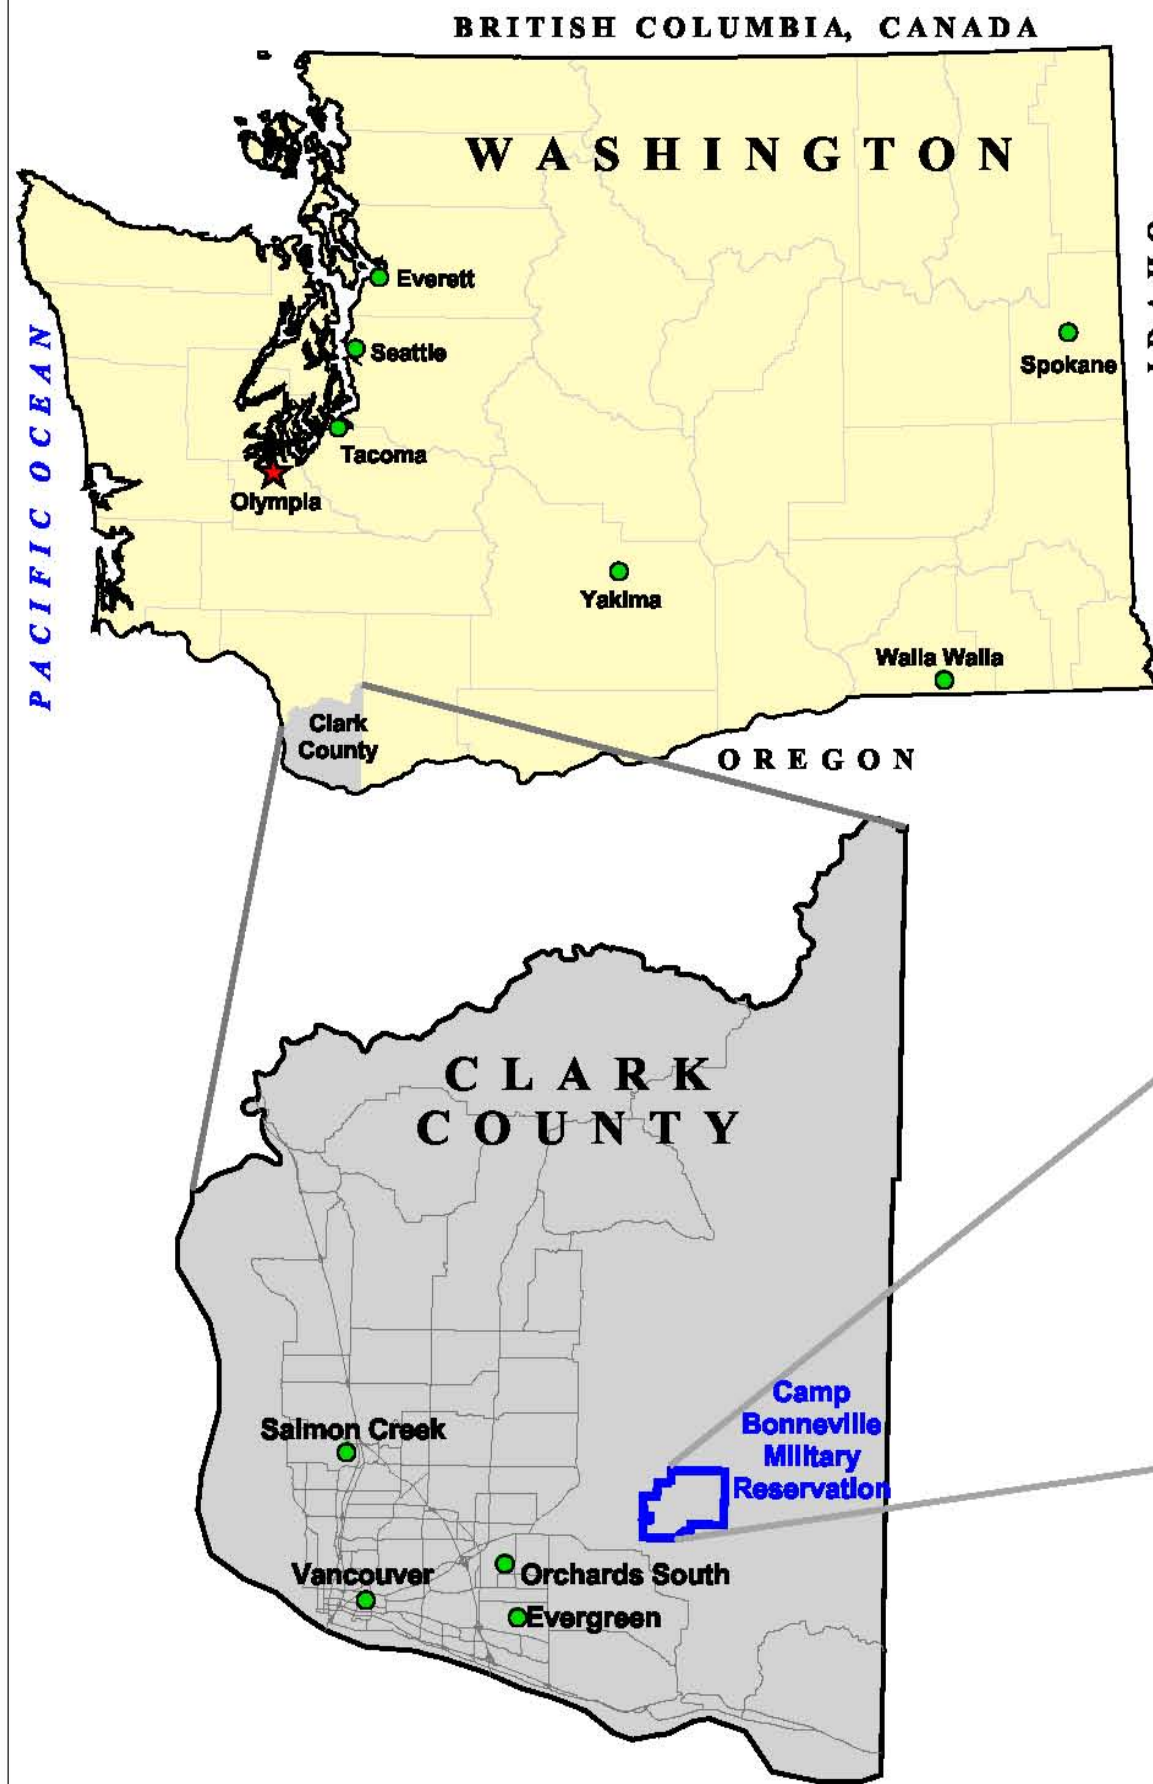 BRITISH COLUMBIA, CANADA
WASHINGTON
Everett
Seattle
Spokane
PACIFIC OCEAN
Tacoma
Olympia
Yakima
Walla Walla
Clark
County
OREGON
CLARK
COUNTY
Camp
Bonneville
Military
Reservation
Salmon Creek
Vancouver
Orchards South
Evergreen